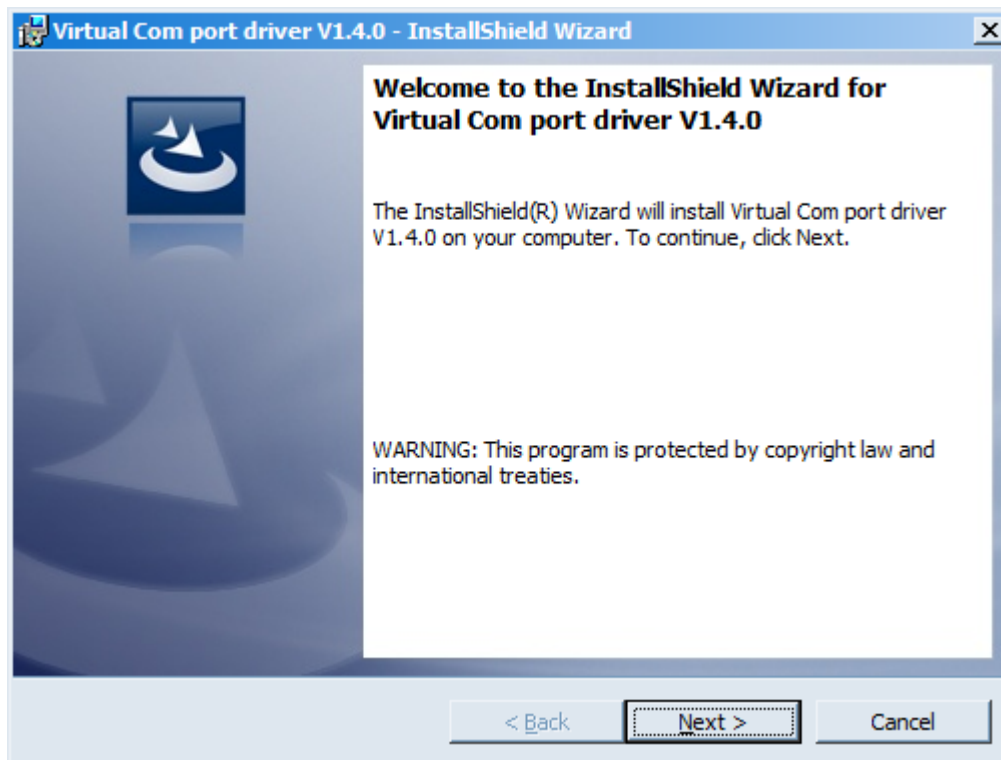 Virtual Com port driver V1.4.0 - InstallShield Wizard
Welcome to the InstallShield Wizard for
Virtual Com port driver V1.4.0
The InstallShield(R) Wizard will install Virtual Com port driver
V1.4.0 on your computer. To continue, click Next.
WARNING: This program is protected by copyright law and
international treaties.
< Back
Next >
Cancel